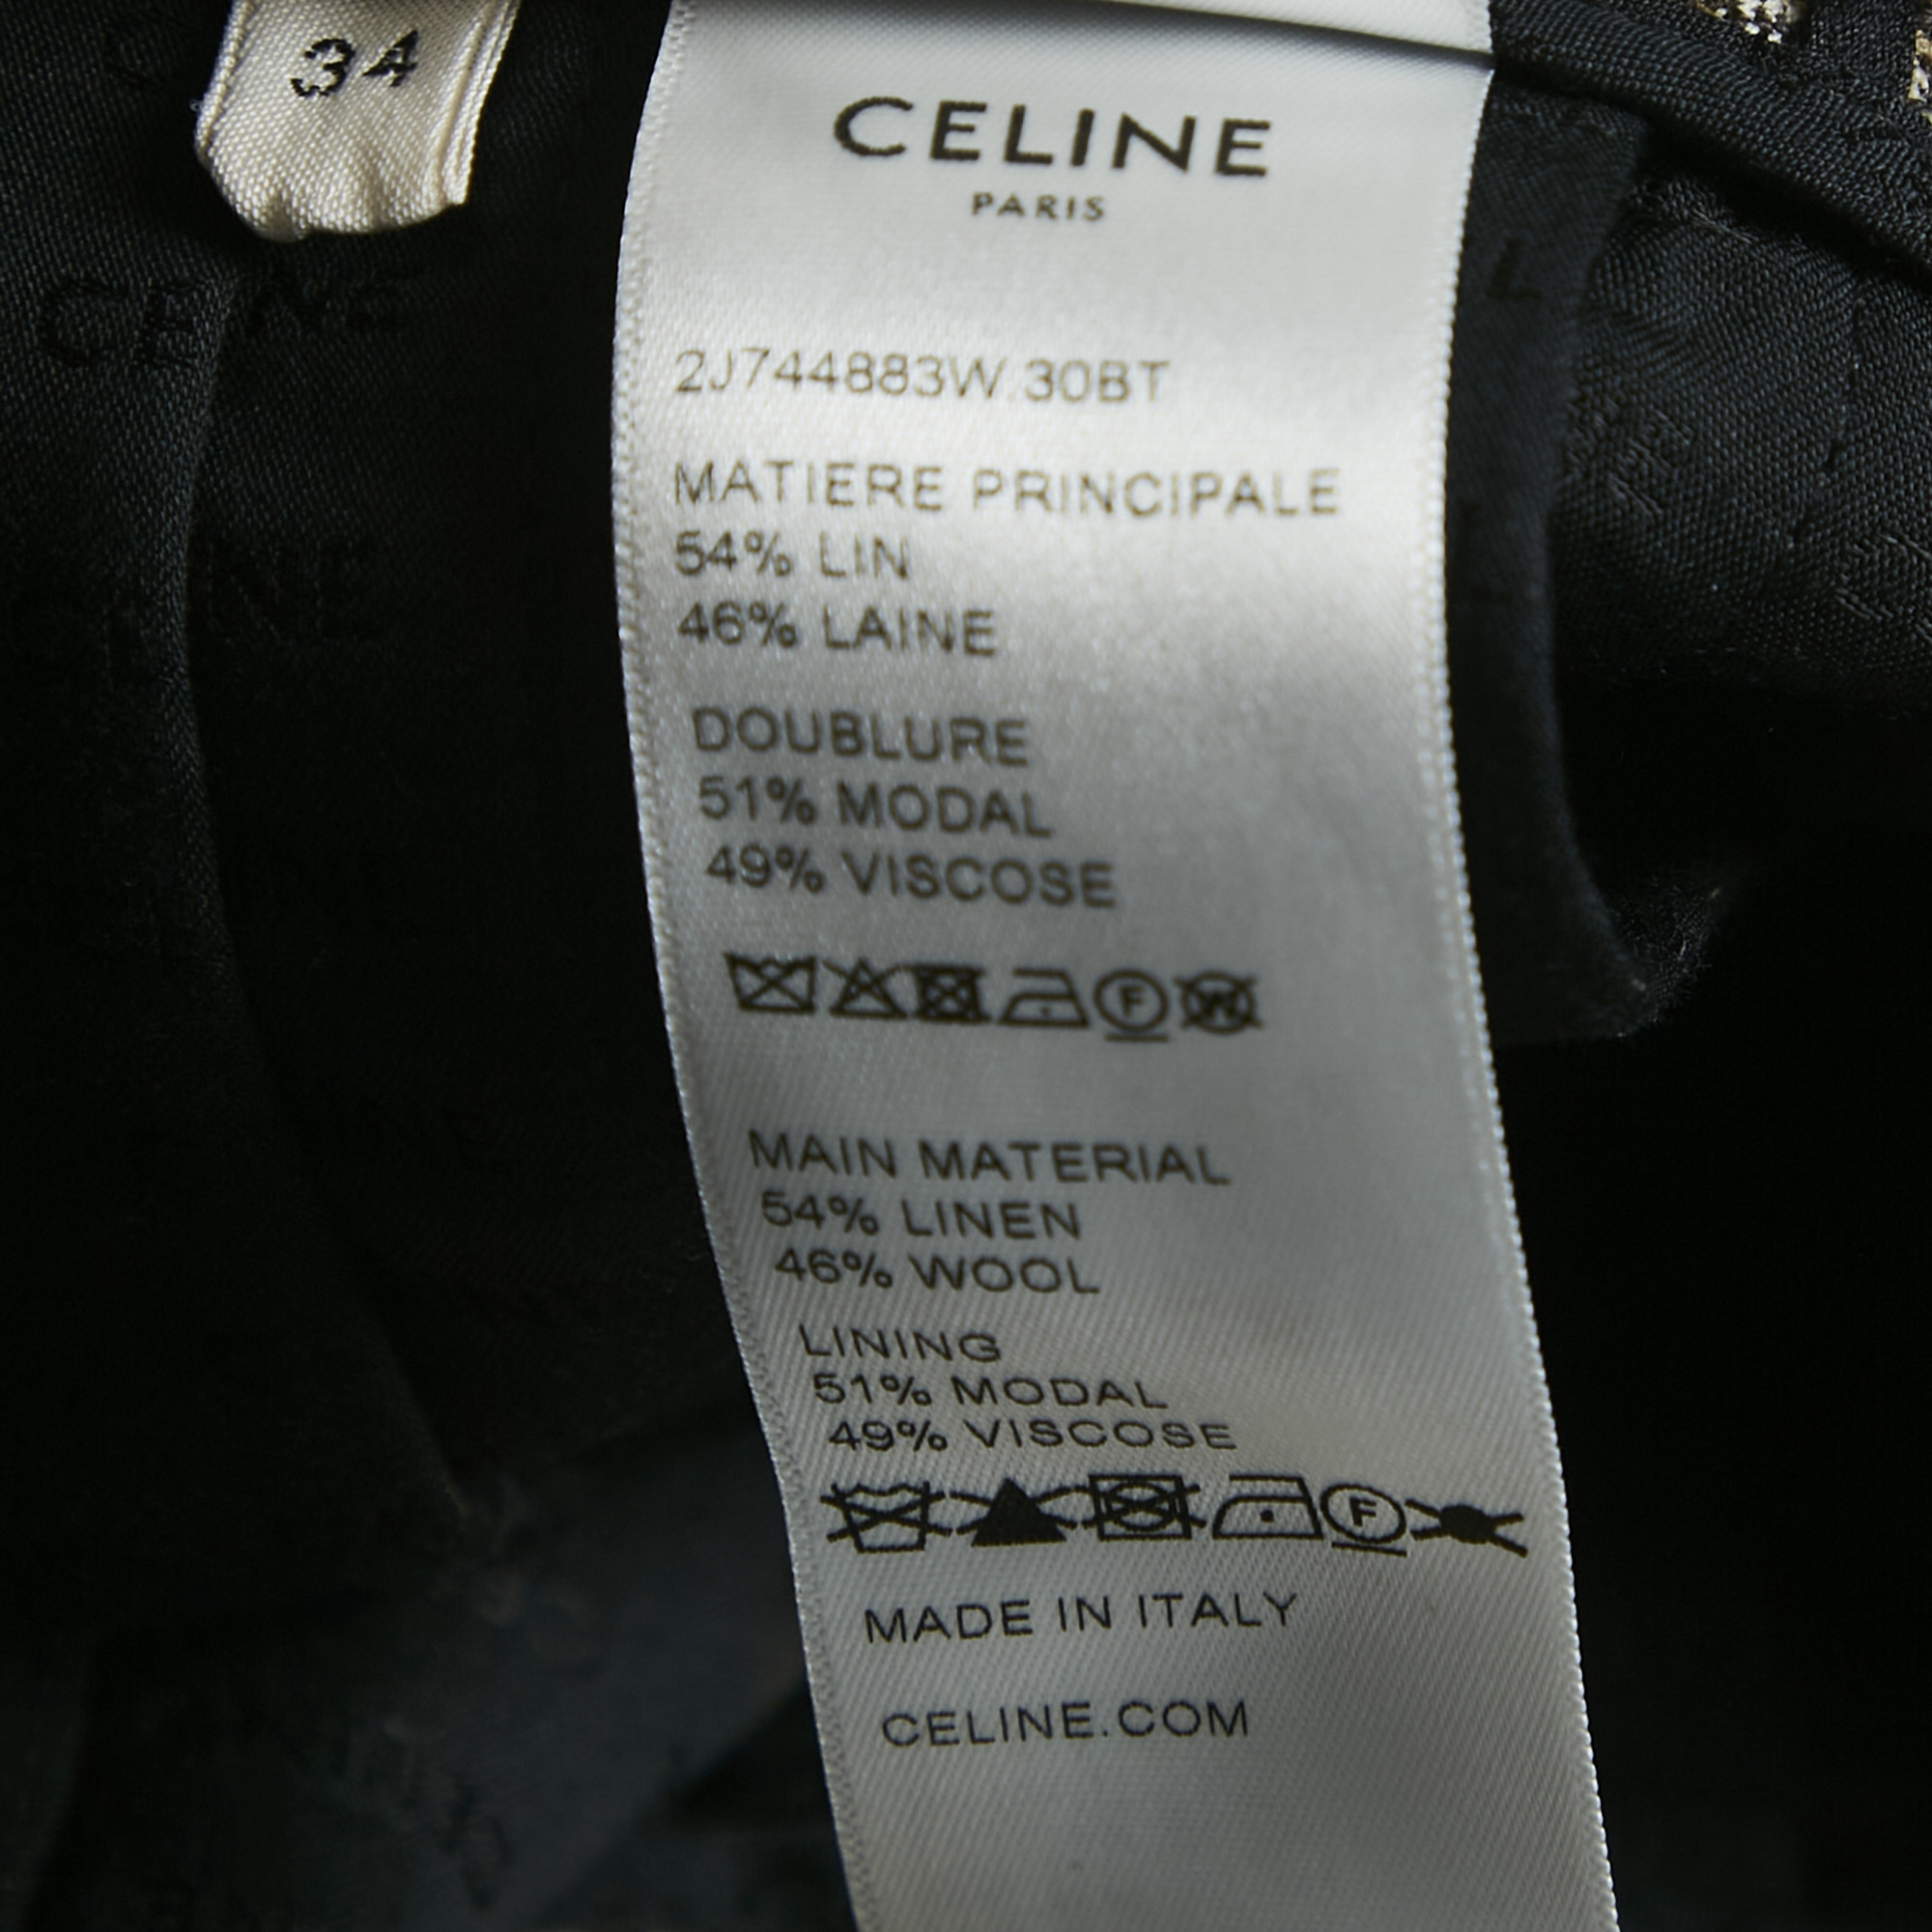 34
CELINE
PARIS
2J744883W.30BT
MATIERE PRINCIPALE
54% LIN
46% LAINE
DOUBLURE
51% MODAL
49% VISCOSE
F W
MAIN MATERIAL
54% LINEN
46% WOOL
LINING
51% MODAL
49% VISCOSE
F
MADE IN ITALY
CELINE.COM